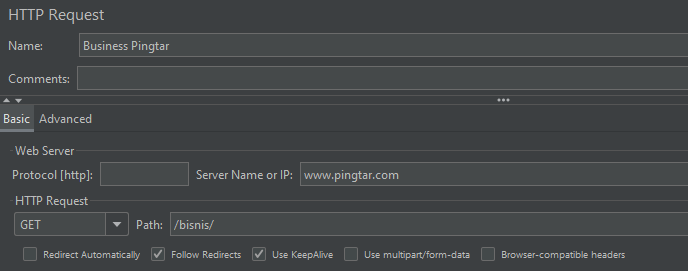 HTTP Request
Name: Business Pingtar
Comments:
Basic Advanced
Web Server
Protocol [http]: Server Name or IP: www.pingtar.com
HTTP Request
GET Path: /bisnis/
Redirect Automatically Follow Redirects Use KeepAlive Use multipart/form-data Browser-compatible headers